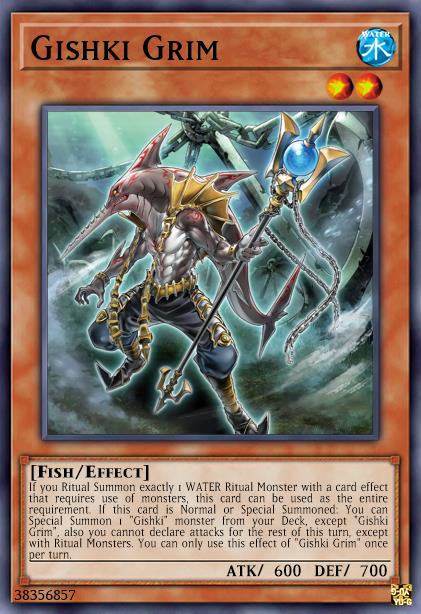 Gishki Grim
WATER
水
[Fish/Effect]
If you Ritual Summon exactly 1 WATER Ritual Monster with a card effect
that requires use of monsters, this card can be used as the entire
requirement. If this card is Normal or Special Summoned: You can
Special Summon 1 "Gishki" monster from your Deck, except "Gishki
Grim", also you cannot declare attacks for the rest of this turn, except
with Ritual Monsters. You can only use this effect of "Gishki Grim" once
per turn.
ATK/ 600 DEF/ 700
38356857